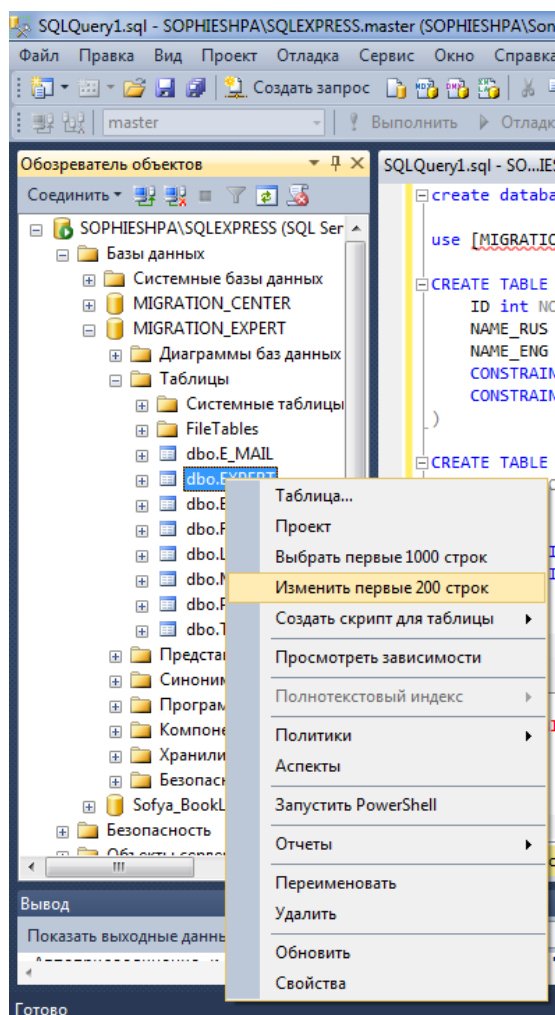 SQLQuery1.sql - SOPHIESHPA\SQLEXPRESS.master (SOPHIESHPA\Son
Файл Правка Вид Проект Отладка Сервис Окно Справка
Создать запрос
master Выполнить Отладк
Обозреватель объектов
SQLQuery1.sql - SO...IES
Соединить
SOPHIESHPA\SQLEXPRESS (SQL Ser
Базы данных
Системные базы данных
MIGRATION_CENTER
MIGRATION_EXPERT
Диаграммы баз данных
Таблицы
Системные таблицы
FileTables
dbo.E_MAIL
dbo.EXPERT
dbo.E
dbo.F
dbo.L
dbo.M
dbo.P
dbo.T
Предста
Синоним
Програм
Компоне
Хранили
Безопасн
Sofya_BookL
Безопасность
create databa
use [MIGRATIO
CREATE TABLE
ID int NO
NAME_RUS
NAME_ENG
CONSTRAIN
CONSTRAIN
)
CREATE TABLE
Таблица...
Проект
Выбрать первые 1000 строк
Изменить первые 200 строк
Создать скрипт для таблицы
Просмотреть зависимости
Полнотекстовый индекс
Политики
Аспекты
Запустить PowerShell
Отчеты
Переименовать
Удалить
Обновить
Свойства
Вывод
Показать выходные данны
Готово